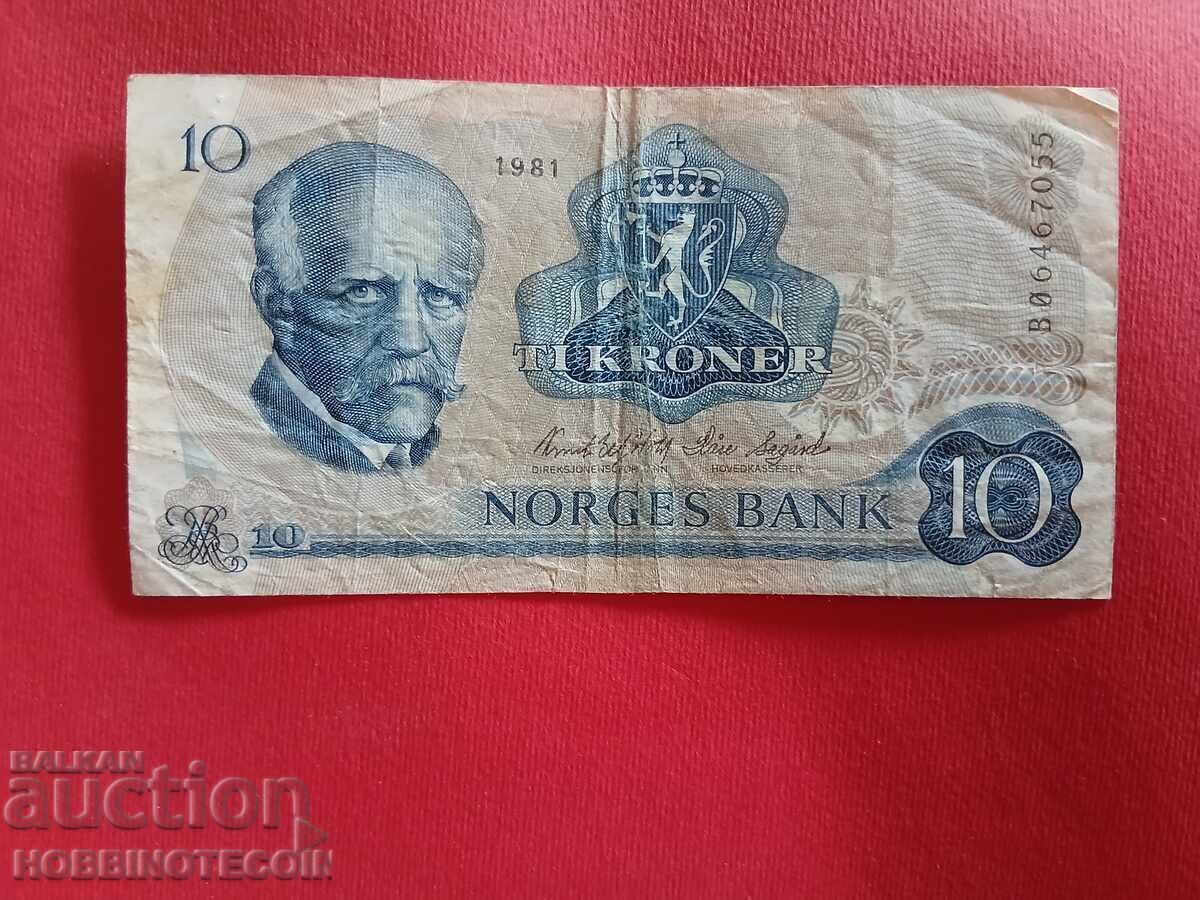 10
1981
BØ6467055
TI KRONER
DIREKSJONENS FORMANN HOVEDKASSERER
NORGES BANK
10
10
BALKAN
auction
HOBBINOTECOIN